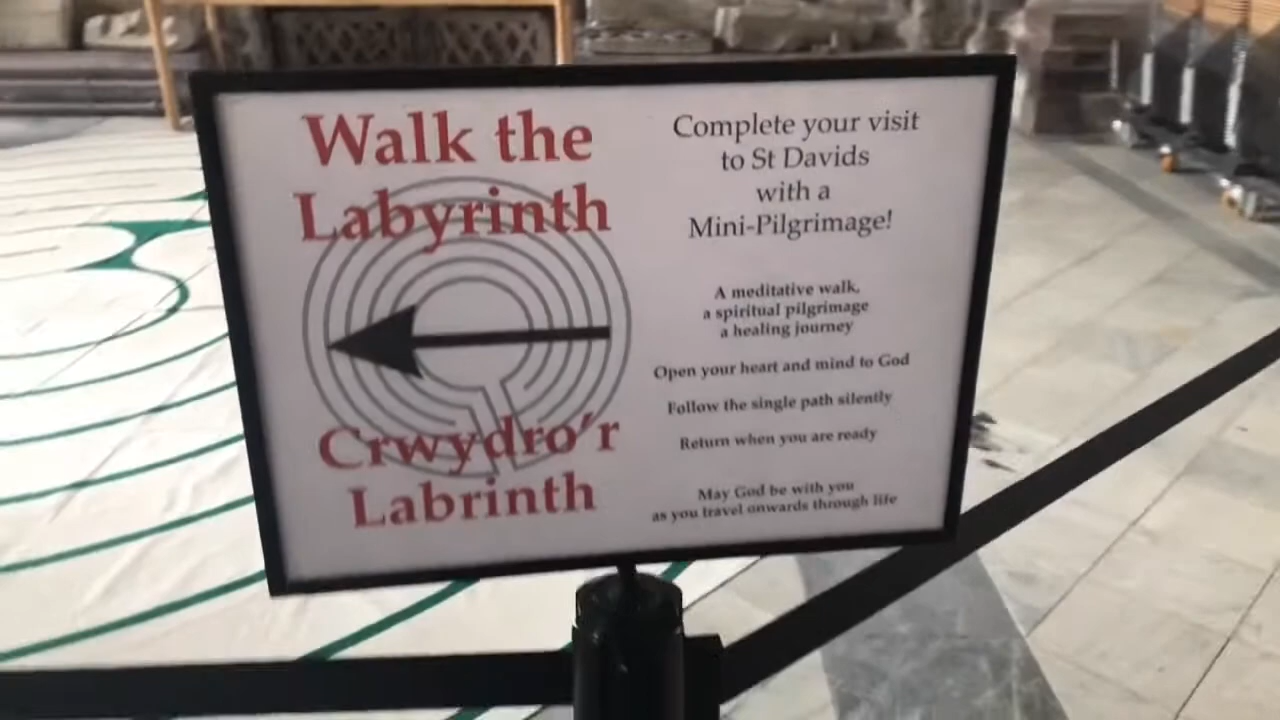 Walk the
Labyrinth
Crwydro'r
Labrinth
Complete your visit
to St Davids
with a
Mini-Pilgrimage!
A meditative walk,
a spiritual pilgrimage
a healing journey
Open your heart and mind to God
Follow the single path silently
Return when you are ready
May God be with you
as you travel onwards through life